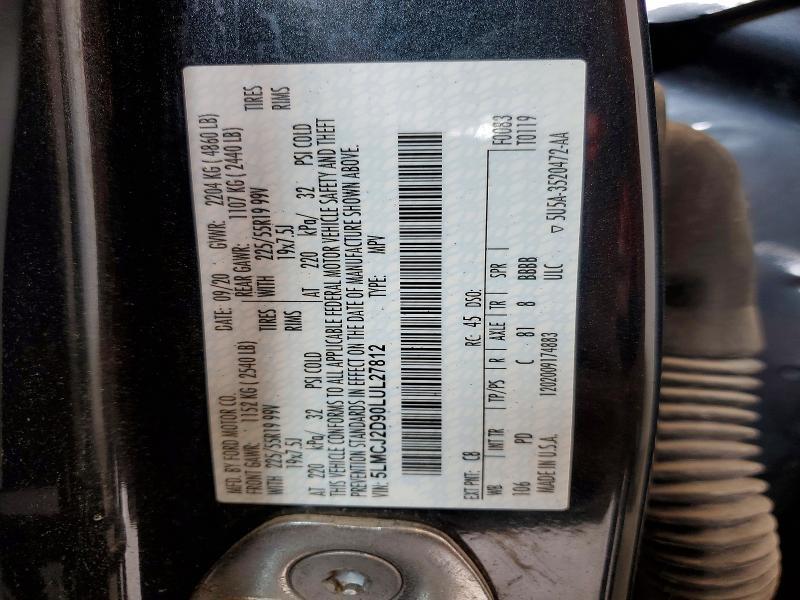 MFD. BY FORD MOTOR CO. DATE: 09/20 GVWR: 2204 KG ( 4860 LB)
FRONT GAWR: 1152 KG ( 2540 LB) REAR GAWR: 1107 KG ( 2440 LB)
WITH 225/55R19 99V TIRES WITH 225/55R19 99V TIRES
19x7.5J RIMS 19x7.5J RIMS
AT 220 kPa/ 32 PSI COLD AT 220 kPa/ 32 PSI COLD
THIS VEHICLE CONFORMS TO ALL APPLICABLE FEDERAL MOTOR VEHICLE SAFETY AND THEFT
PREVENTION STANDARDS IN EFFECT ON THE DATE OF MANUFACTURE SHOWN ABOVE.
VIN: 5LMCJ2D90LUL27812 TYPE: MPV
EXT PNT: C8 RC: 45 DSO: F0083
WB INT TR TP/PS R AXLE TR SPR T0119
106 PD C 81 8 BBBB
MADE IN U.S.A. 1202009174883 ULC ▽ 5U5A-3520472-AA